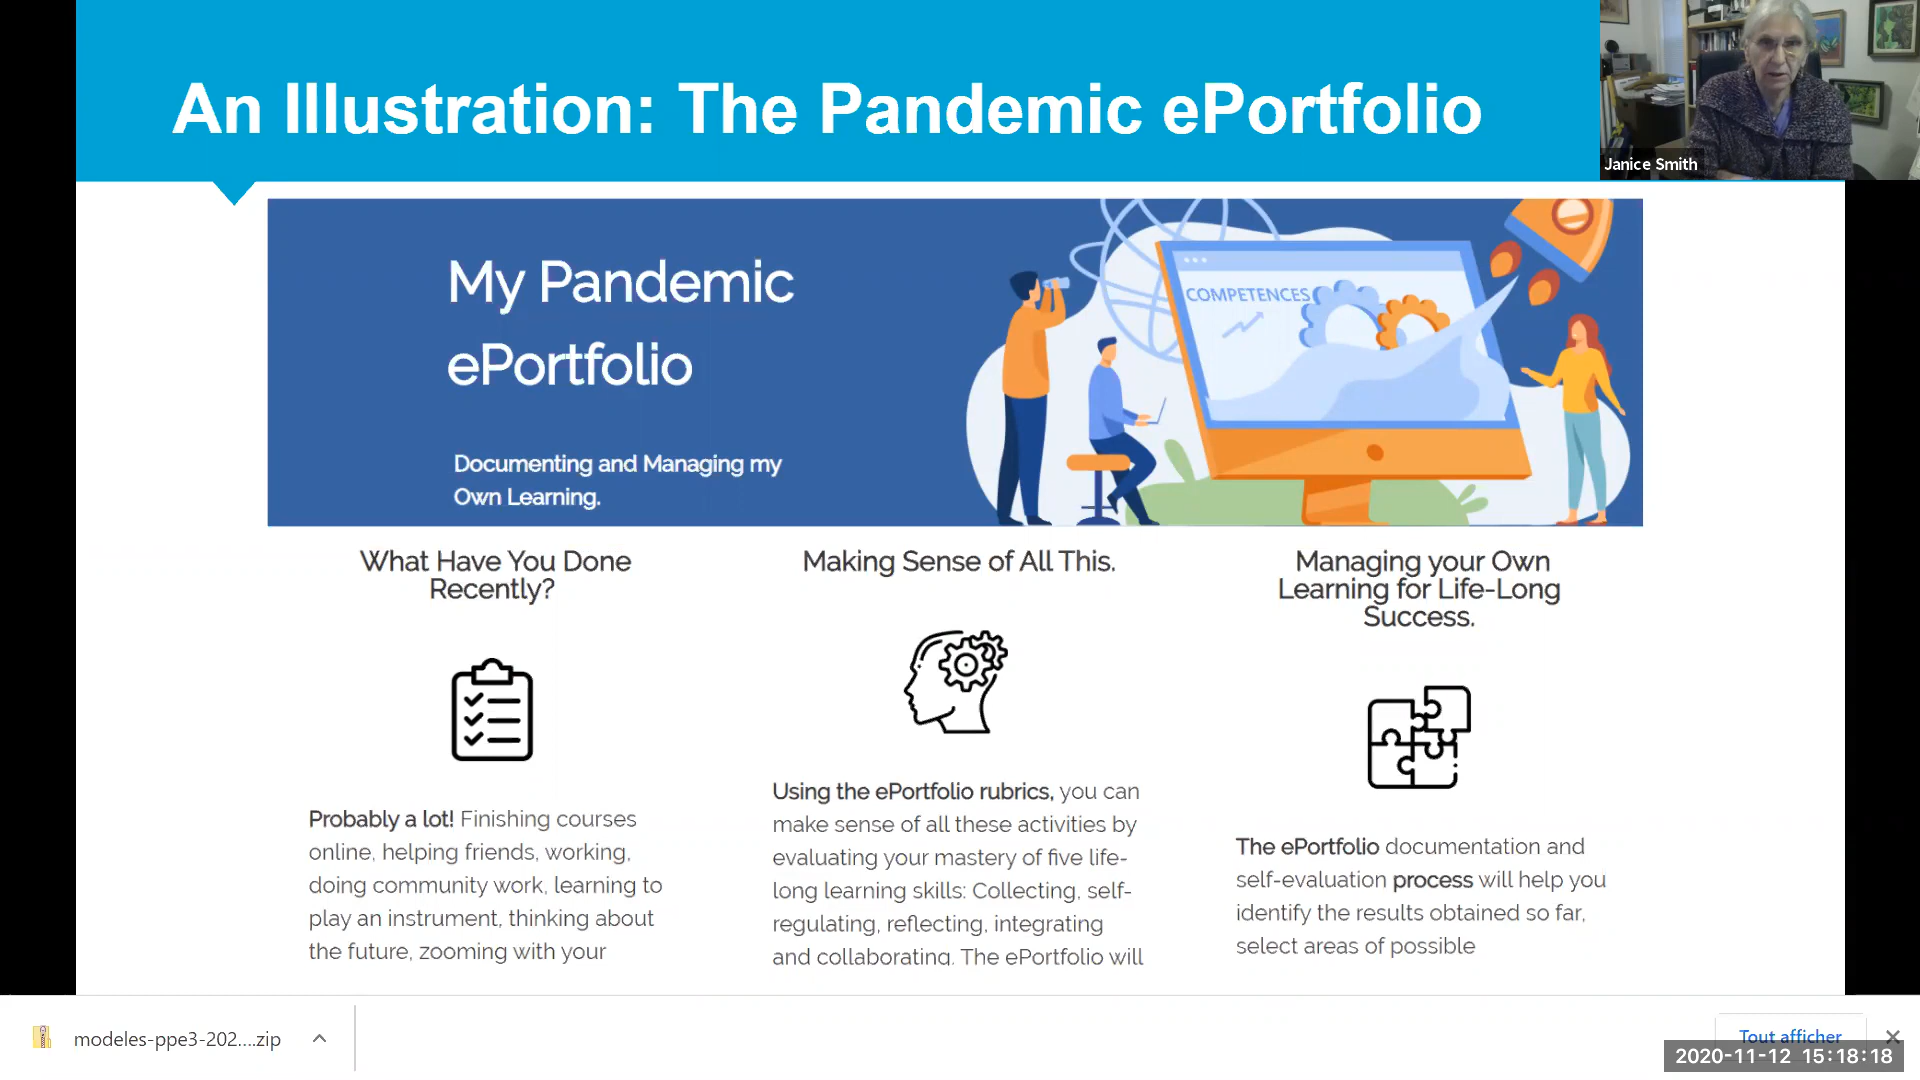 An Illustration: The Pandemic ePortfolio
Janice Smith
My Pandemic
ePortfolio
Documenting and Managing my
Own Learning.
COMPETENCES
What Have You Done
Recently?
Probably a lot! Finishing courses
online, helping friends, working,
doing community work, learning to
play an instrument, thinking about
the future, zooming with your
Making Sense of All This.
Using the ePortfolio rubrics, you can
make sense of all these activities by
evaluating your mastery of five life-
long learning skills: Collecting, self-
regulating, reflecting, integrating
and collaborating. The ePortfolio will
Managing your Own
Learning for Life-Long
Success.
The ePortfolio documentation and
self-evaluation process will help you
identify the results obtained so far,
select areas of possible
modeles-ppe3-202....zip
Tout afficher
2020-11-12 15:18:18